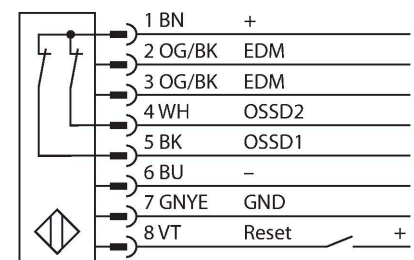 1 BN +
2 OG/BK EDM
3 OG/BK EDM
4 WH OSSD2
5 BK OSSD1
6 BU –
7 GNYE GND
8 VT Reset +